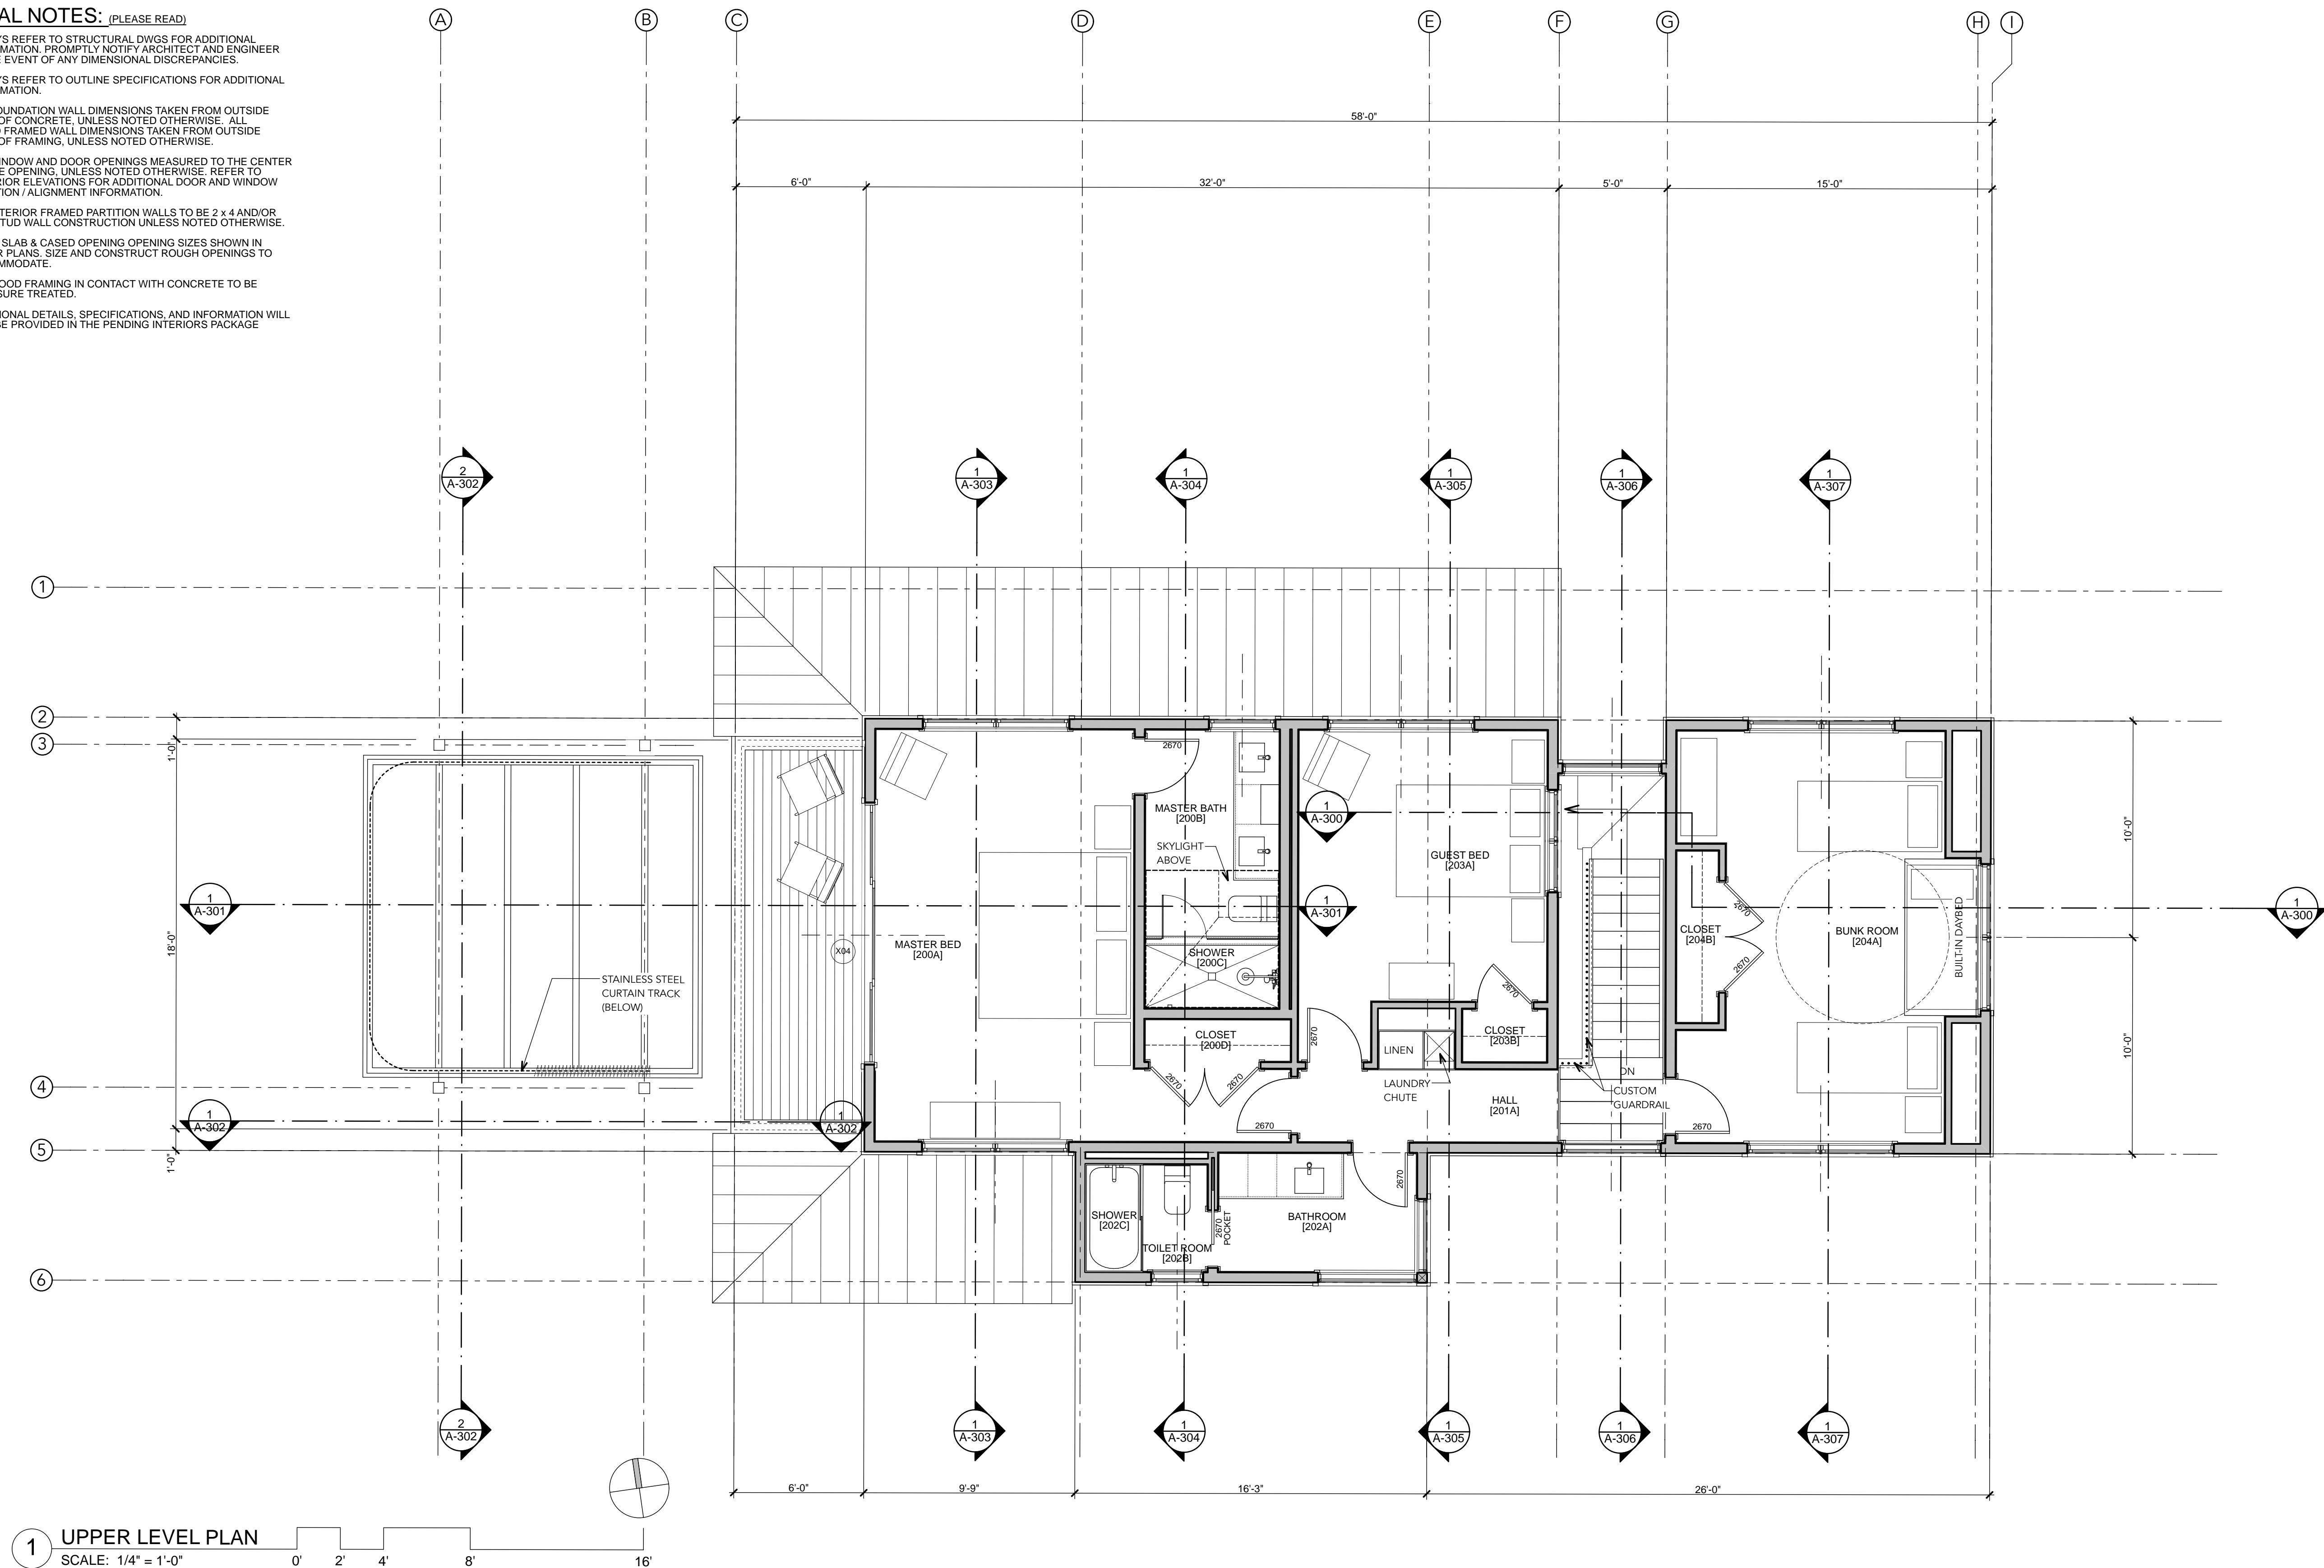 AL NOTES: (PLEASE READ)
YS REFER TO STRUCTURAL DWGS FOR ADDITIONAL
MATION. PROMPTLY NOTIFY ARCHITECT AND ENGINEER
E EVENT OF ANY DIMENSIONAL DISCREPANCIES.
YS REFER TO OUTLINE SPECIFICATIONS FOR ADDITIONAL
MATION.
OUNDATION WALL DIMENSIONS TAKEN FROM OUTSIDE
OF CONCRETE, UNLESS NOTED OTHERWISE. ALL
FRAMED WALL DIMENSIONS TAKEN FROM OUTSIDE
OF FRAMING, UNLESS NOTED OTHERWISE.
INDOW AND DOOR OPENINGS MEASURED TO THE CENTER
E OPENING, UNLESS NOTED OTHERWISE. REFER TO
RIOR ELEVATIONS FOR ADDITIONAL DOOR AND WINDOW
TION / ALIGNMENT INFORMATION.
TERIOR FRAMED PARTITION WALLS TO BE 2 x 4 AND/OR
TUD WALL CONSTRUCTION UNLESS NOTED OTHERWISE.
SLAB & CASED OPENING OPENING SIZES SHOWN IN
R PLANS. SIZE AND CONSTRUCT ROUGH OPENINGS TO
MMODATE.
OOD FRAMING IN CONTACT WITH CONCRETE TO BE
SURE TREATED.
IONAL DETAILS, SPECIFICATIONS, AND INFORMATION WILL
BE PROVIDED IN THE PENDING INTERIORS PACKAGE
A
B
C
D
E
F
G
H
I
58'-0"
6'-0"
32'-0"
5'-0"
15'-0"
2
A-302
1
A-303
1
A-304
1
A-305
1
A-306
1
A-307
1
2
3
4
5
6
1'-0"
18'-0"
1'-0"
10'-0"
10'-0"
1
A-301
1
A-302
STAINLESS STEEL
CURTAIN TRACK
(BELOW)
X04
1
A-302
MASTER BED
[200A]
2670
MASTER BATH
[200B]
SKYLIGHT
ABOVE
SHOWER
[200C]
CLOSET
[200D]
2670
2670
2670
1
A-300
1
A-301
GUEST BED
[203A]
2670
2670
CLOSET
[203B]
LINEN
LAUNDRY
CHUTE
HALL
[201A]
DN
CUSTOM
GUARDRAIL
2670
CLOSET
[204B]
2670
2670
BUNK ROOM
[204A]
BUILT-IN DAYBED
1
A-300
SHOWER
[202C]
TOILET ROOM
[202B]
2670
POCKET
BATHROOM
[202A]
2670
2
A-302
1
A-303
1
A-304
1
A-305
1
A-306
1
A-307
6'-0"
9'-9"
16'-3"
26'-0"
1
UPPER LEVEL PLAN
SCALE: 1/4" = 1'-0"
0'
2'
4'
8'
16'